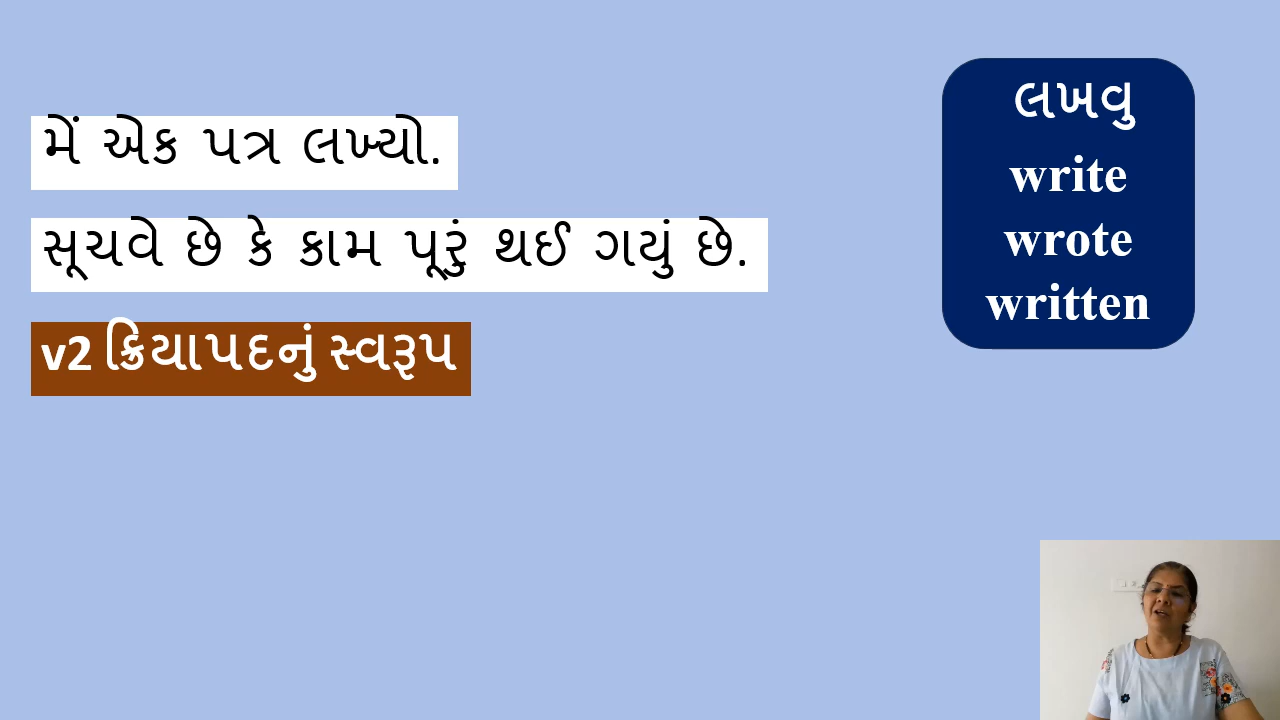 મેં એક પત્ર લખ્યો.
સૂચવે છે કે કામ પૂરું થઈ ગયું છે.
v2 ક્રિયાપદનું સ્વરૂપ
લખવુ
write
wrote
written